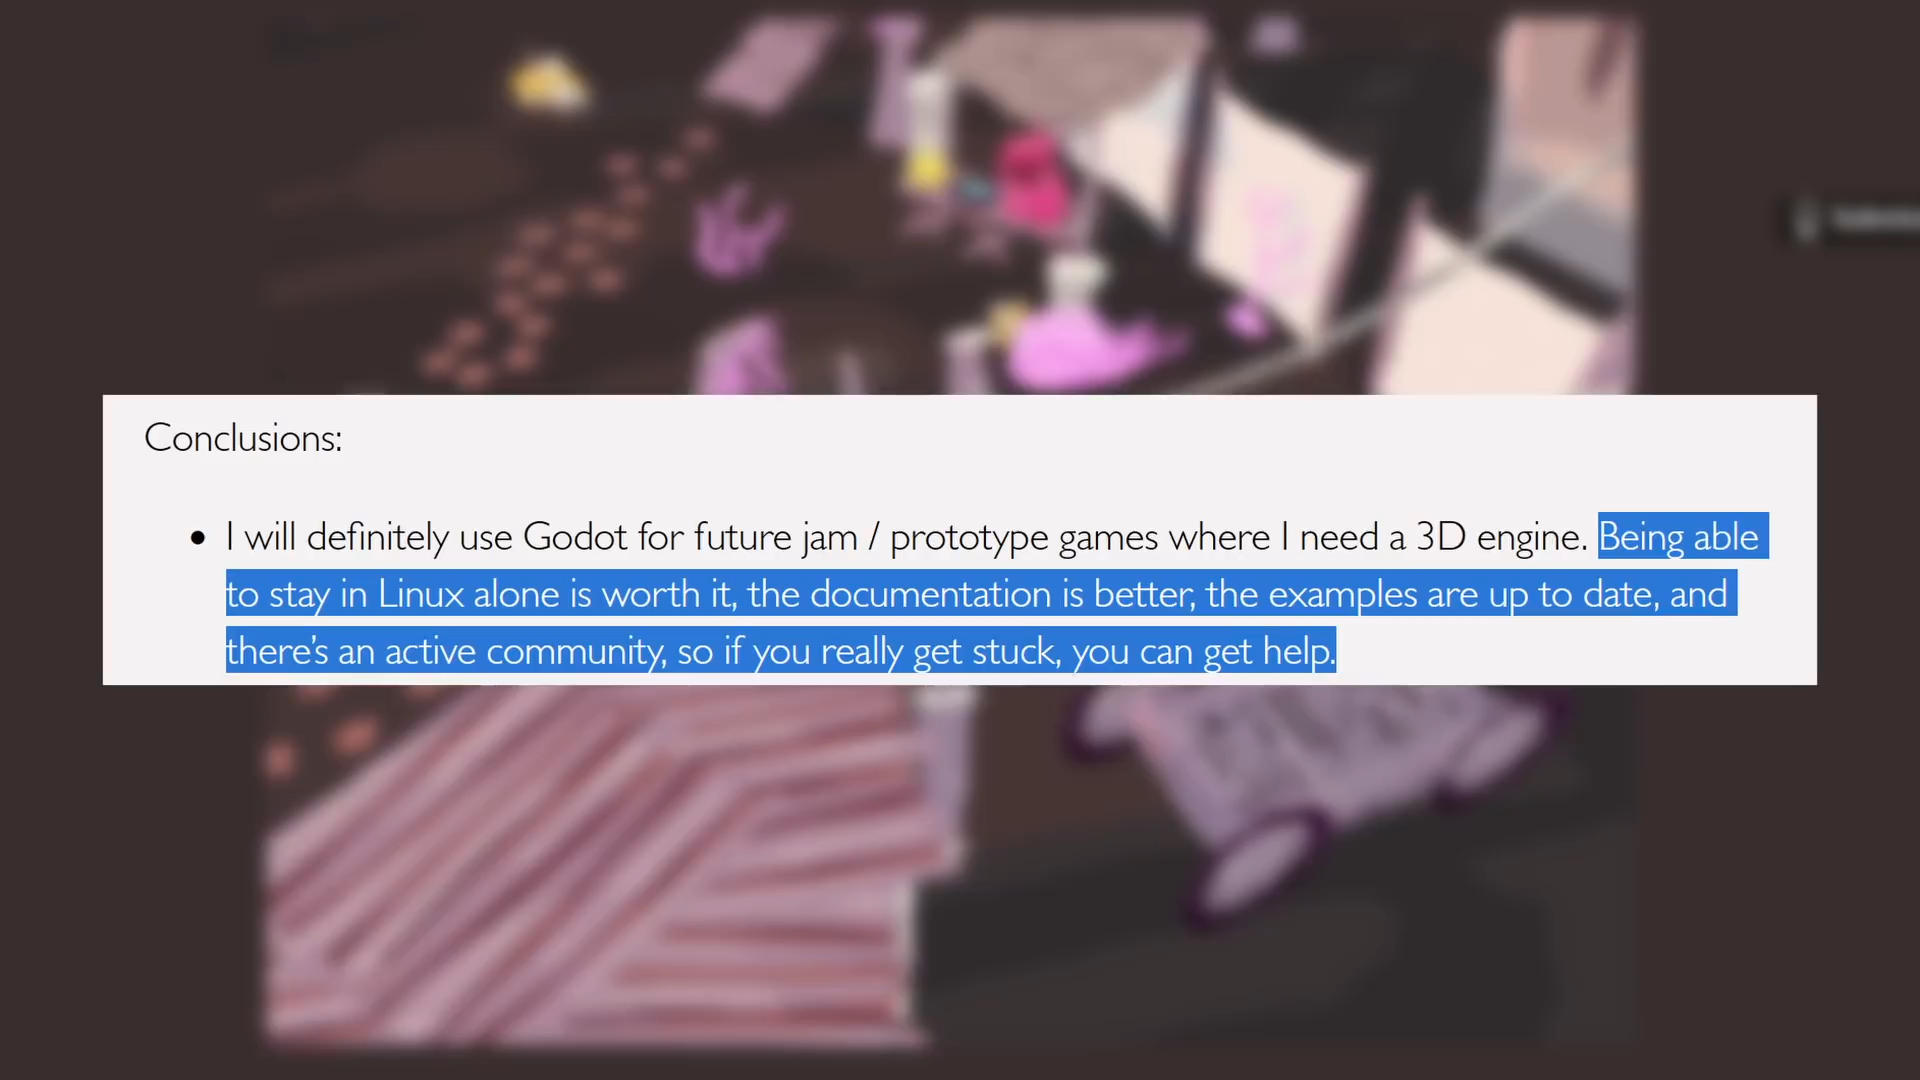 Conclusions:
• I will definitely use Godot for future jam / prototype games where I need a 3D engine. Being able
to stay in Linux alone is worth it, the documentation is better, the examples are up to date, and
there’s an active community, so if you really get stuck, you can get help.